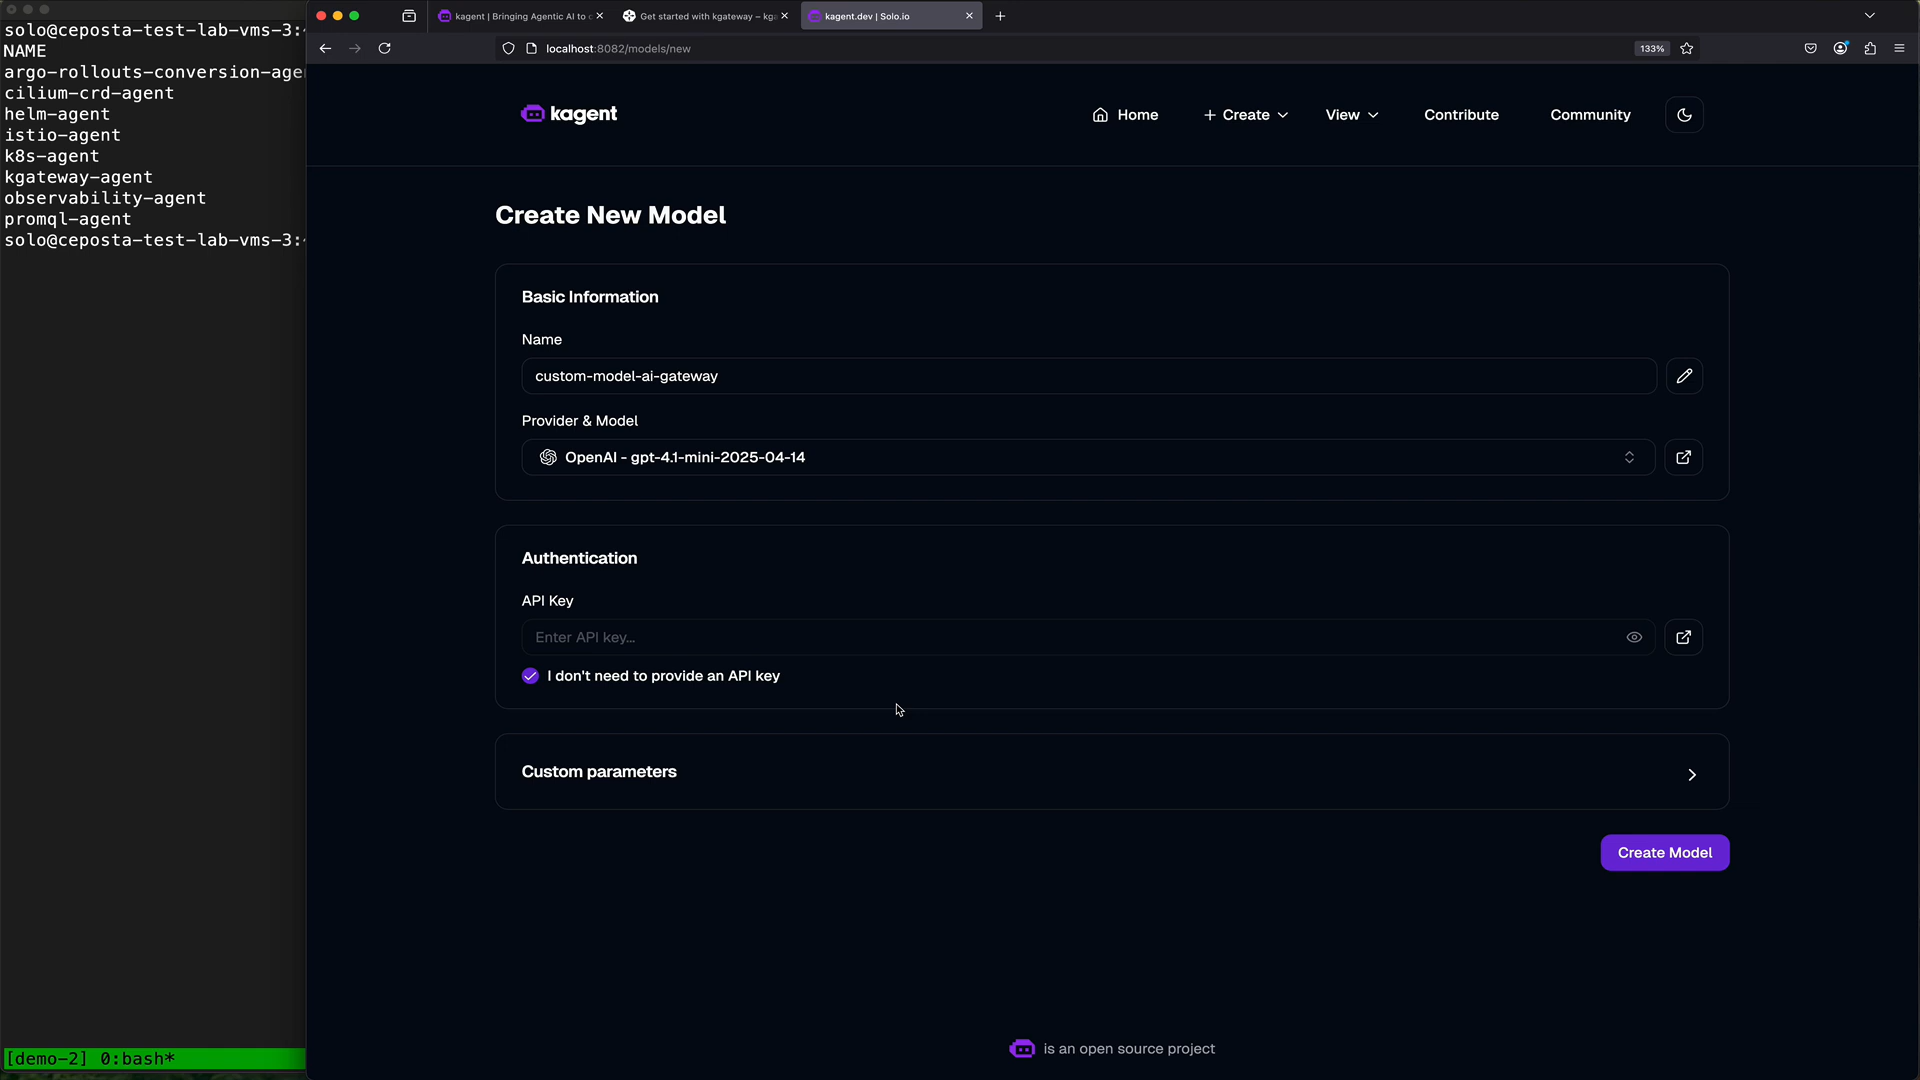 solo@ceposta-test-lab-vms-3:~
NAME
argo-rollouts-conversion-agen
cilium-crd-agent
helm-agent
istio-agent
k8s-agent
kgateway-agent
observability-agent
promql-agent
solo@ceposta-test-lab-vms-3:~
[demo-2] 0:bash*
kagent | Bringing Agentic AI to c
Get started with kgateway – kga
kagent.dev | Solo.io
localhost:8082/models/new
133%
kagent
Home
Create
View
Contribute
Community
Create New Model
Basic Information
Name
custom-model-ai-gateway
Provider & Model
OpenAI - gpt-4.1-mini-2025-04-14
Authentication
API Key
Enter API key...
I don't need to provide an API key
Custom parameters
Create Model
is an open source project